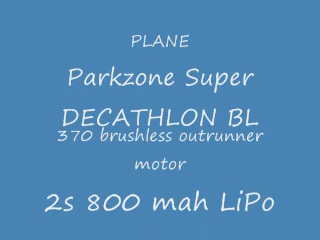 PLANE
Parkzone Super
DECATHLON BL
370 brushless outrunner
motor
2s 800 mah LiPo